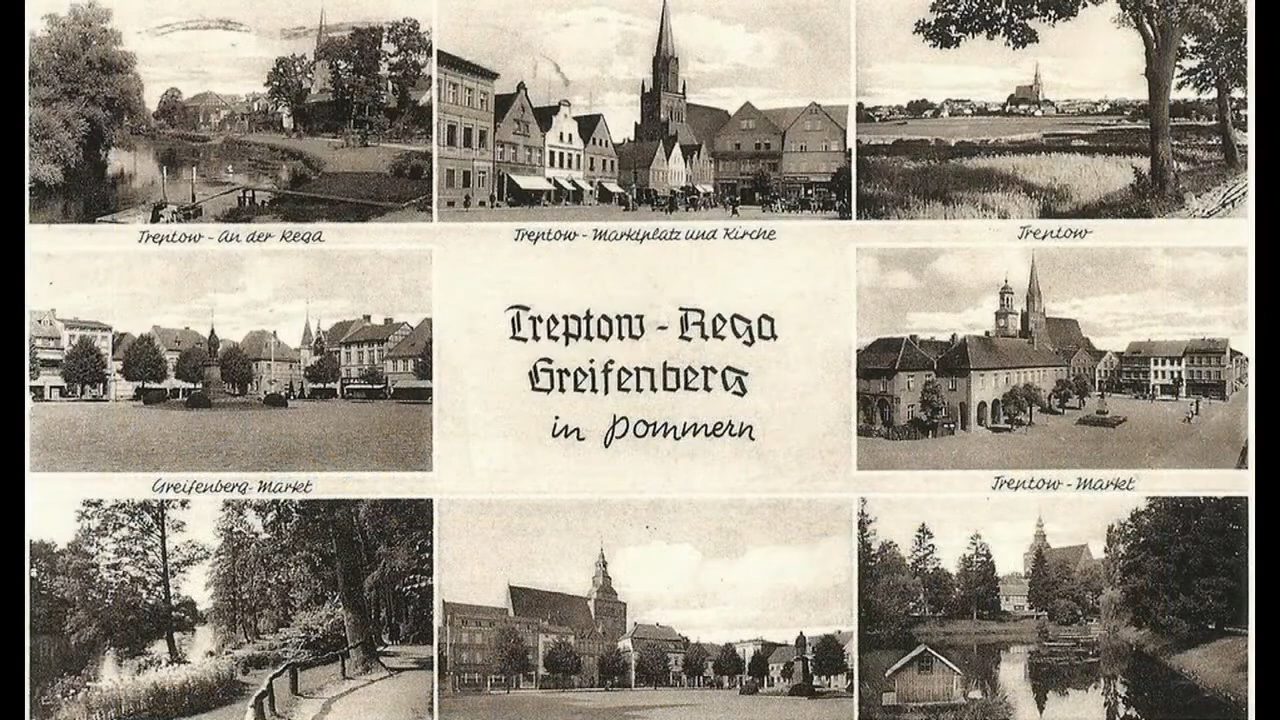 Treptow - An der Rega
Treptow - Marktplatz und Kirche
Treptow
Treptow - Rega
Greifenberg
in Pommern
Greifenberg - Markt
Treptow - Markt